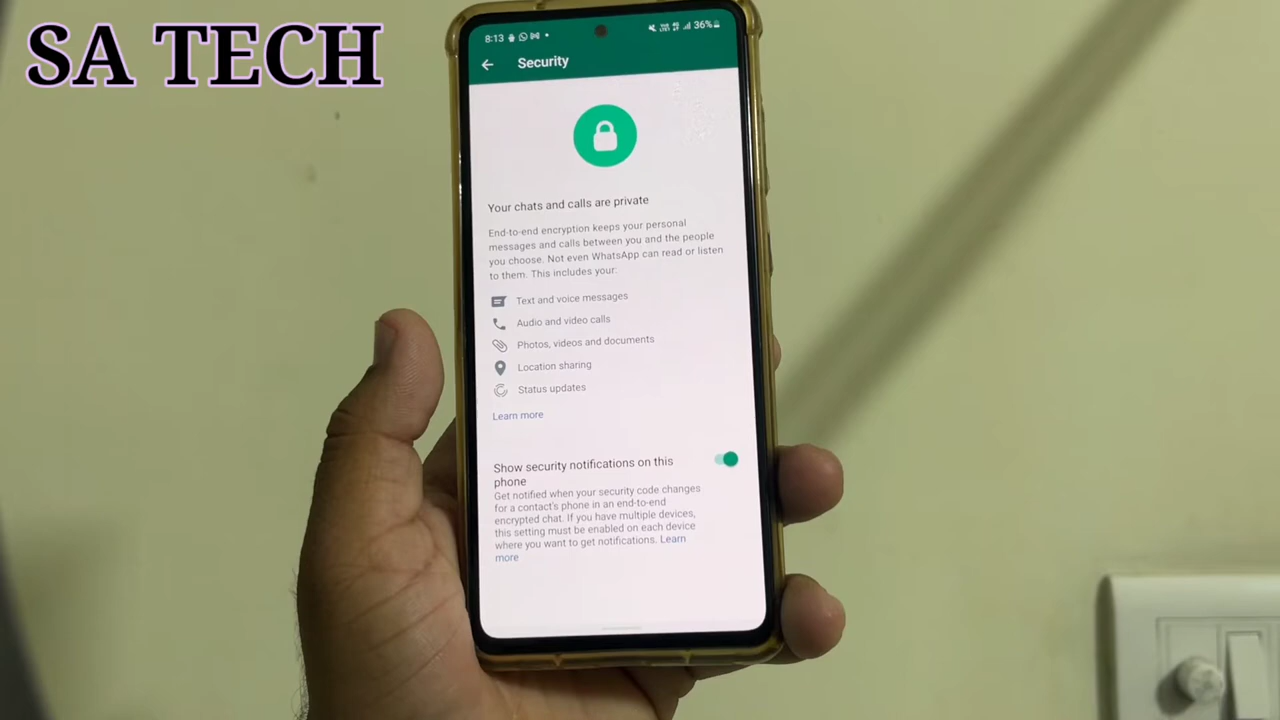 SA TECH
8:13
36%
Security
Your chats and calls are private
End-to-end encryption keeps your personal
messages and calls between you and the people
you choose. Not even WhatsApp can read or listen
to them. This includes your:
Text and voice messages
Audio and video calls
Photos, videos and documents
Location sharing
Status updates
Learn more
Show security notifications on this
phone
Get notified when your security code changes
for a contact's phone in an end-to-end
encrypted chat. If you have multiple devices,
this setting must be enabled on each device
where you want to get notifications. Learn
more